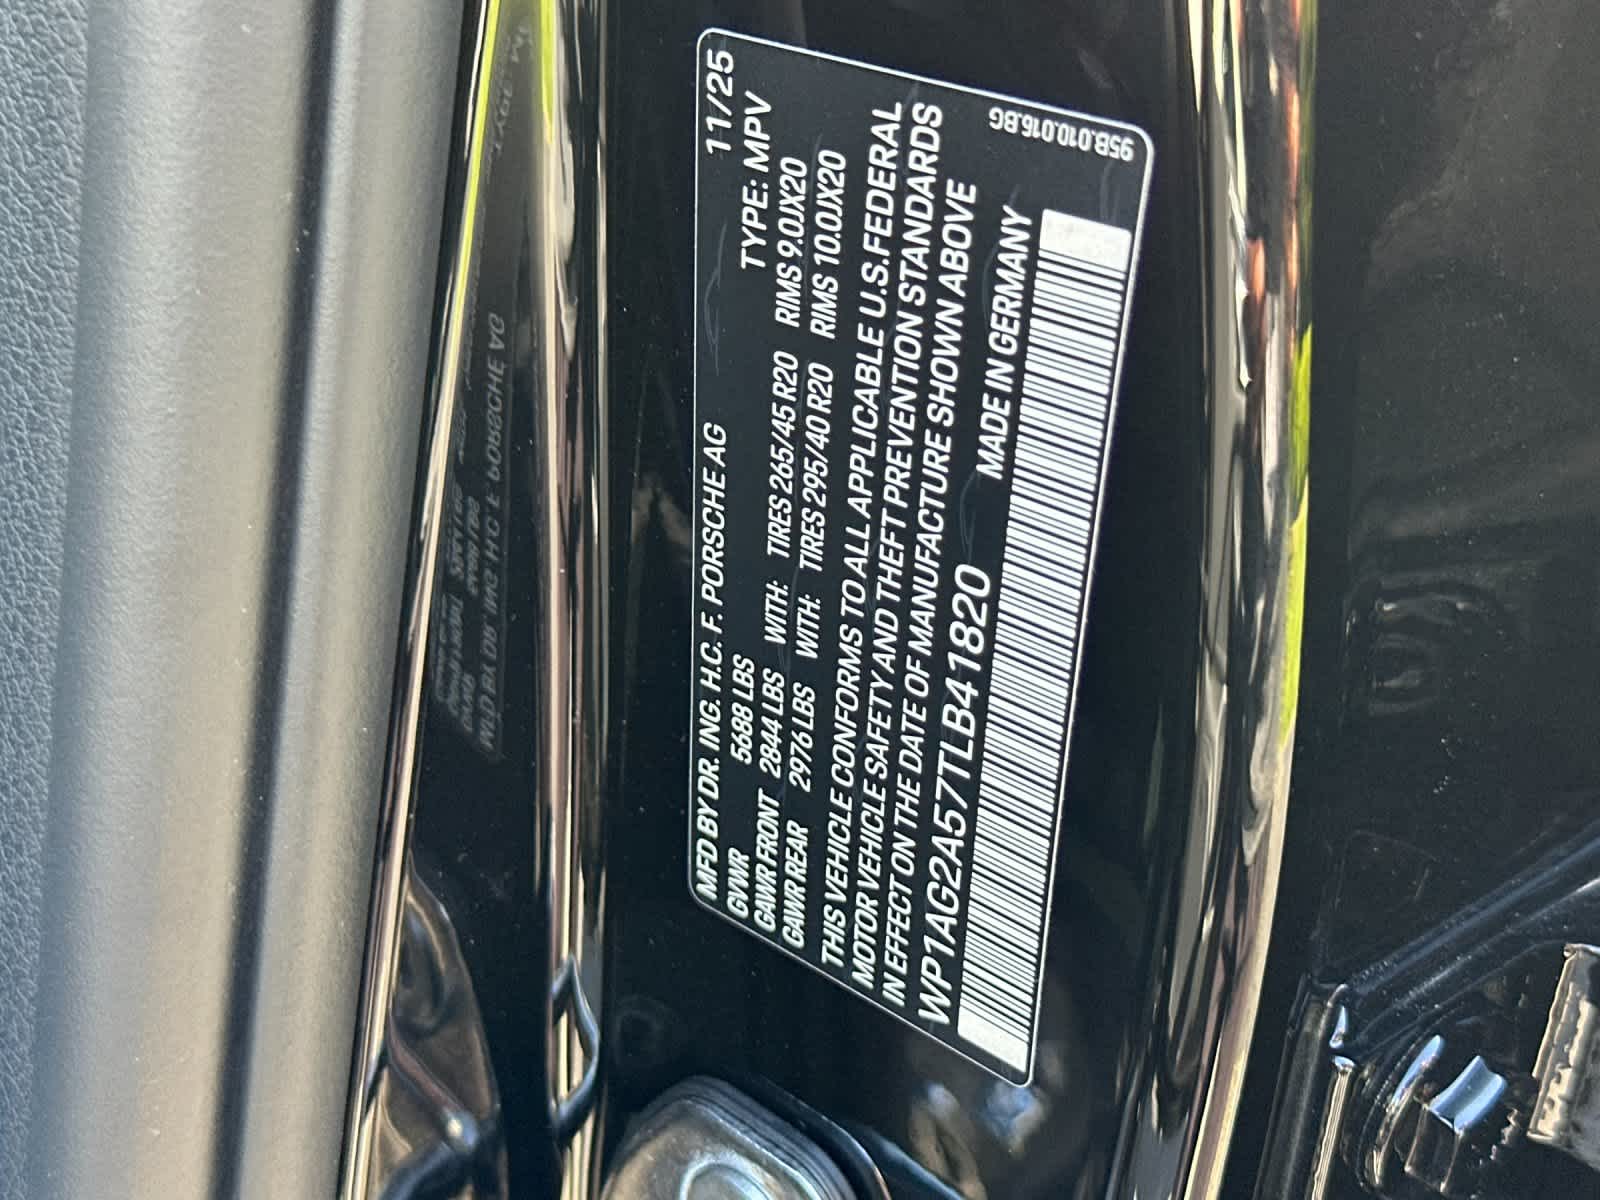 MFD BY DR. ING. H.C. F. PORSCHE AG 11/25
GVWR 5688 LBS TYPE: MPV
GAWR FRONT 2844 LBS WITH: TIRES 265/45 R20 RIMS 9.0JX20
GAWR REAR 2976 LBS WITH: TIRES 295/40 R20 RIMS 10.0JX20
THIS VEHICLE CONFORMS TO ALL APPLICABLE U.S. FEDERAL
MOTOR VEHICLE SAFETY AND THEFT PREVENTION STANDARDS
IN EFFECT ON THE DATE OF MANUFACTURE SHOWN ABOVE
WP1AG2A57TLB41820 MADE IN GERMANY
95B.010.016.BG